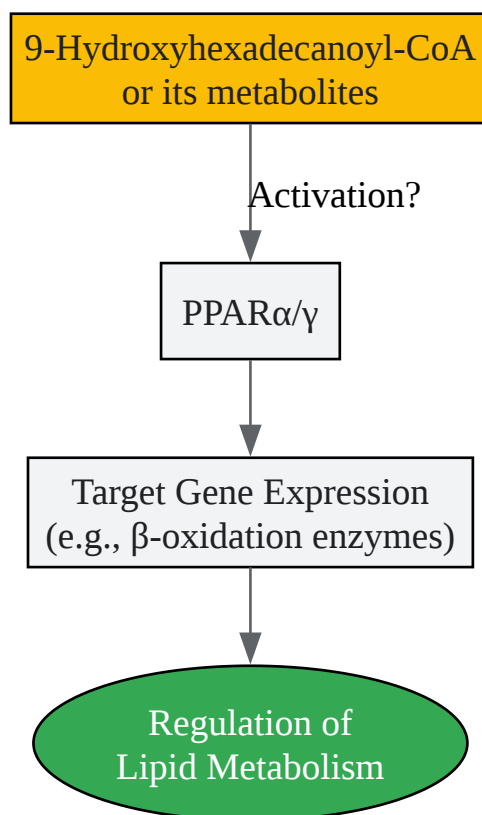 9-Hydroxyhexadecanoyl-CoA
or its metabolites
Activation?
PPARα/γ
Target Gene Expression
(e.g., β-oxidation enzymes)
Regulation of
Lipid Metabolism